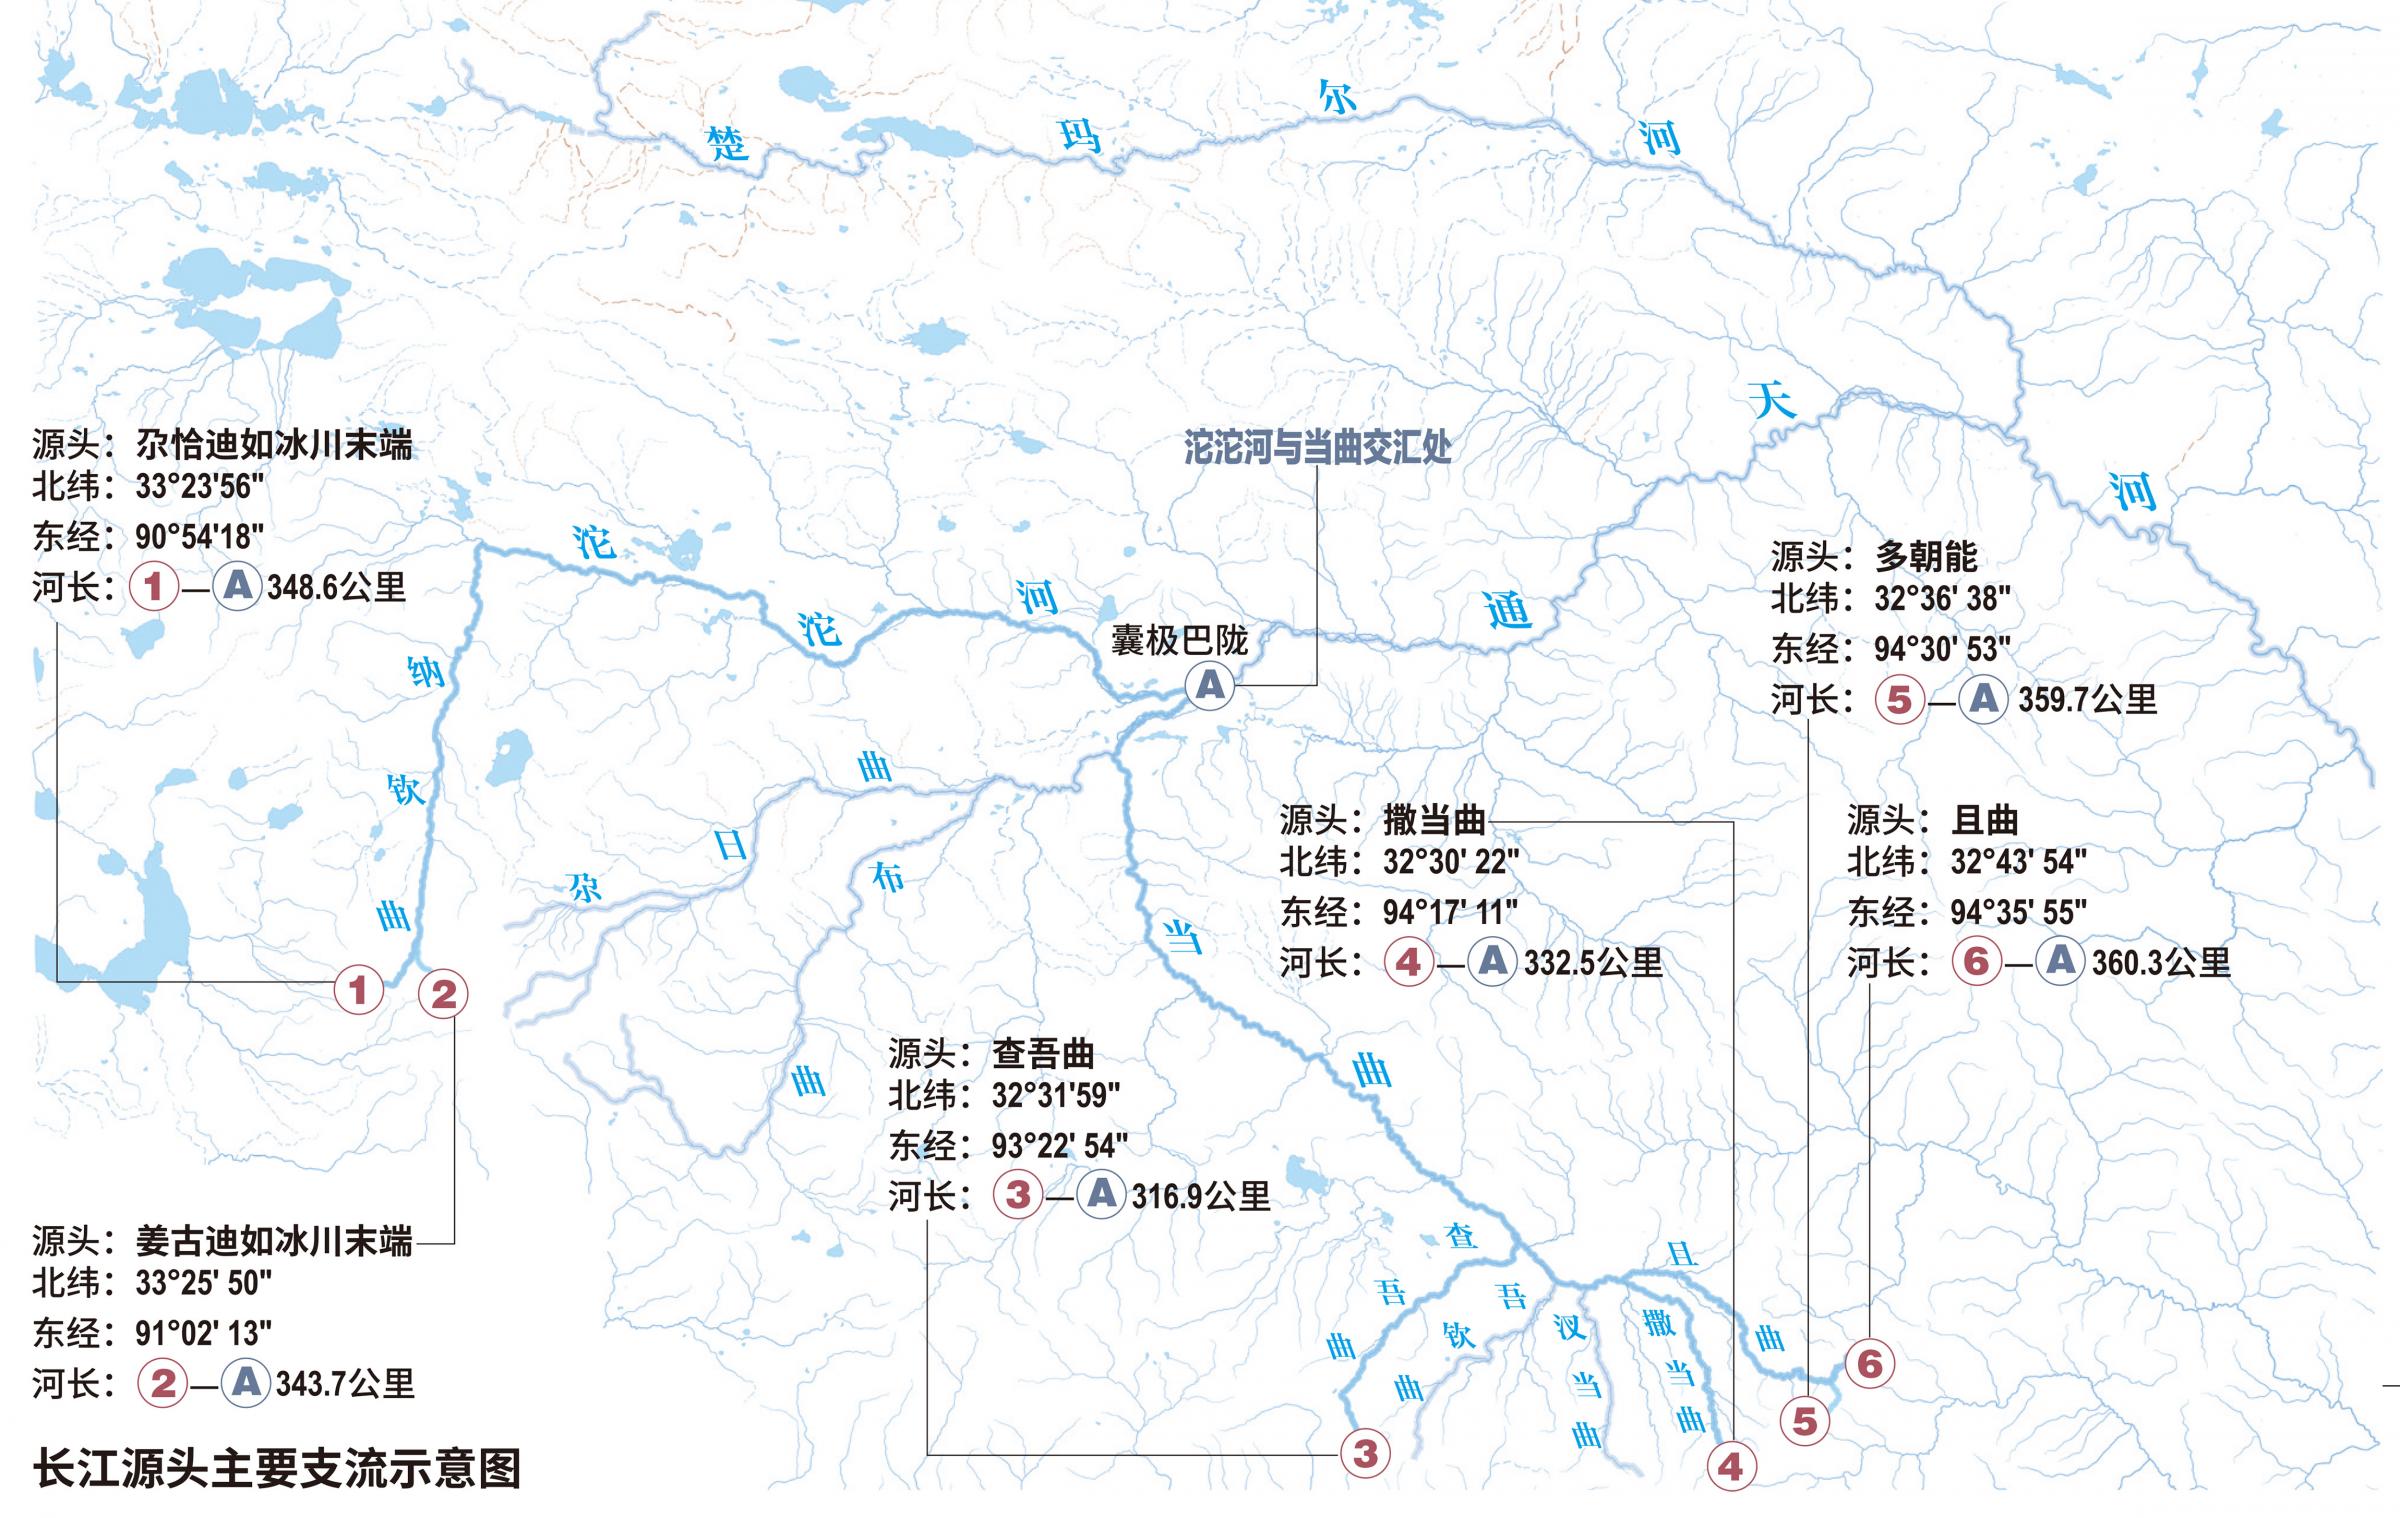 楚玛尔河
源头：尕恰迪如冰川末端
北纬：33°23'56"
东经：90°54'18"
河长：1—A 348.6公里
沱沱河与当曲交汇处
通天河
沱沱河
囊极巴陇
A
源头：多朝能
北纬：32°36' 38"
东经：94°30' 53"
河长：5—A 359.7公里
纳钦曲
尕日曲
布曲
当曲
源头：撒当曲
北纬：32°30' 22"
东经：94°17' 11"
河长：4—A 332.5公里
源头：且曲
北纬：32°43' 54"
东经：94°35' 55"
河长：6—A 360.3公里
1
2
源头：查吾曲
北纬：32°31'59"
东经：93°22' 54"
河长：3—A 316.9公里
源头：姜古迪如冰川末端
北纬：33°25' 50"
东经：91°02' 13"
河长：2—A 343.7公里
查吾曲
吾钦曲
汊当曲
撒当曲
且曲
3
4
5
6
长江源头主要支流示意图